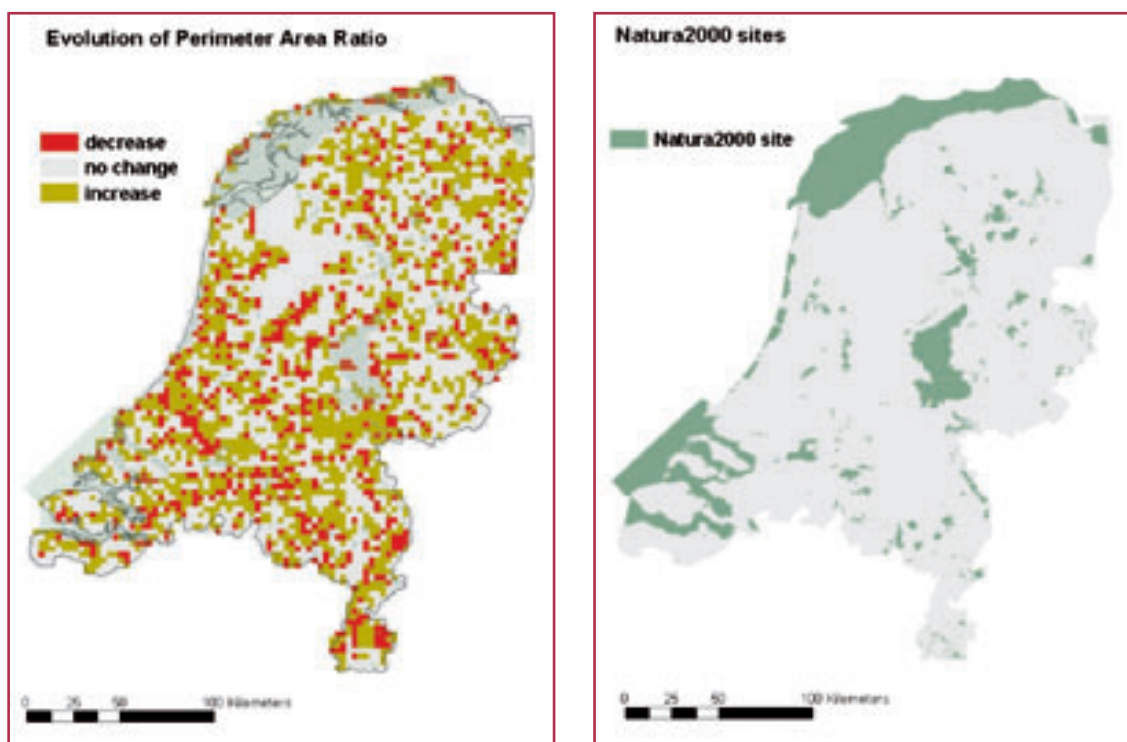 Evolution of Perimeter Area Ratio
decrease
no change
increase
0 25 50 100 Kilometers
Natura2000 sites
Natura2000 site
0 25 50 100 Kilometers